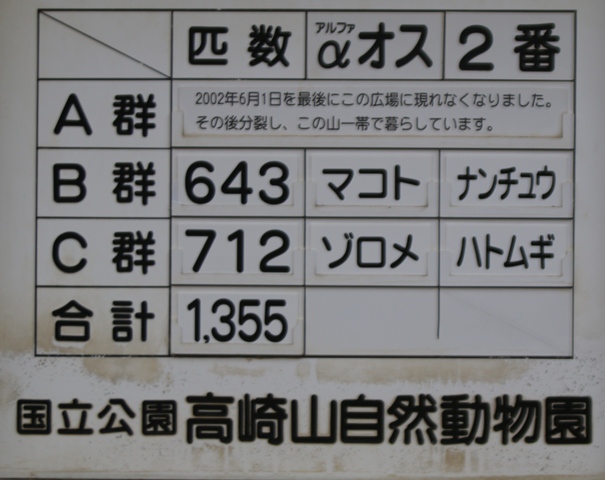 匹数 αオス 2番
アルファ
A群 2002年6月1日を最後にこの広場に現れなくなりました。
その後分裂し、この山一帯で暮らしています。
B群 643 マコト ナンチュウ
C群 712 ゾロメ ハトムギ
合計 1,355
国立公園 高崎山自然動物園